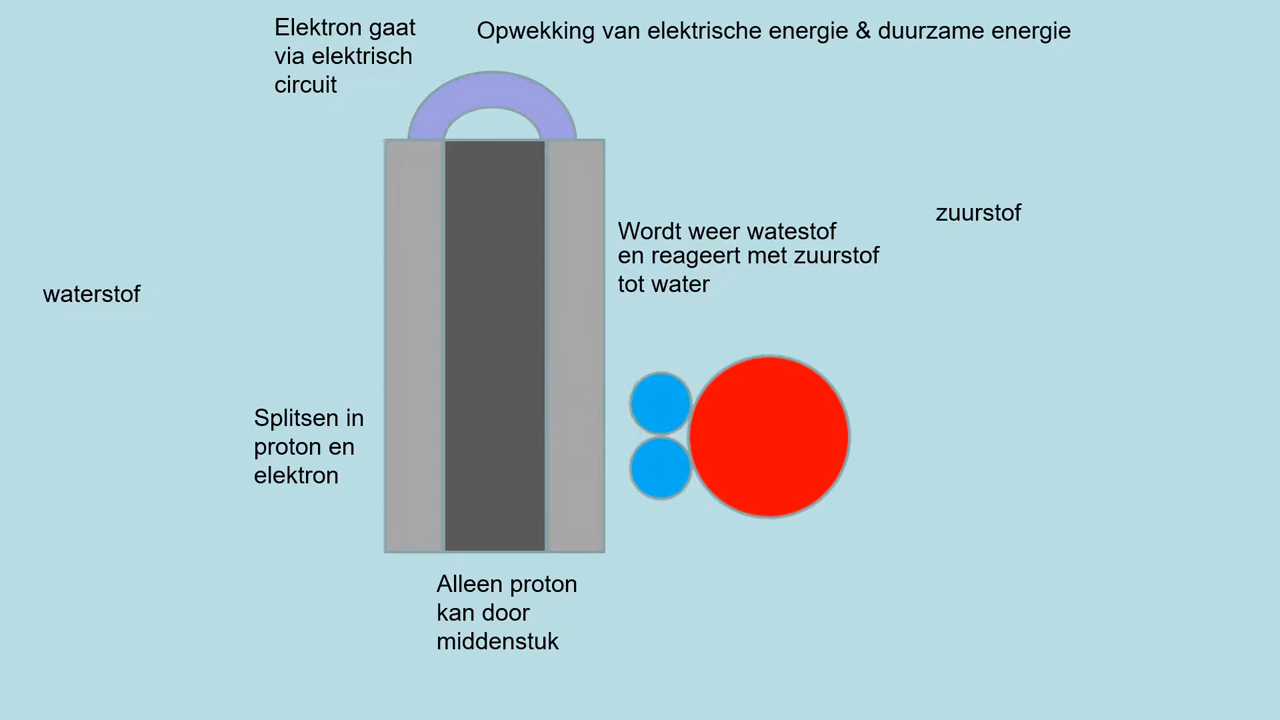 Elektron gaat
via elektrisch
circuit
Opwekking van elektrische energie & duurzame energie
zuurstof
Wordt weer watestof
en reageert met zuurstof
tot water
waterstof
Splitsen in
proton en
elektron
Alleen proton
kan door
middenstuk